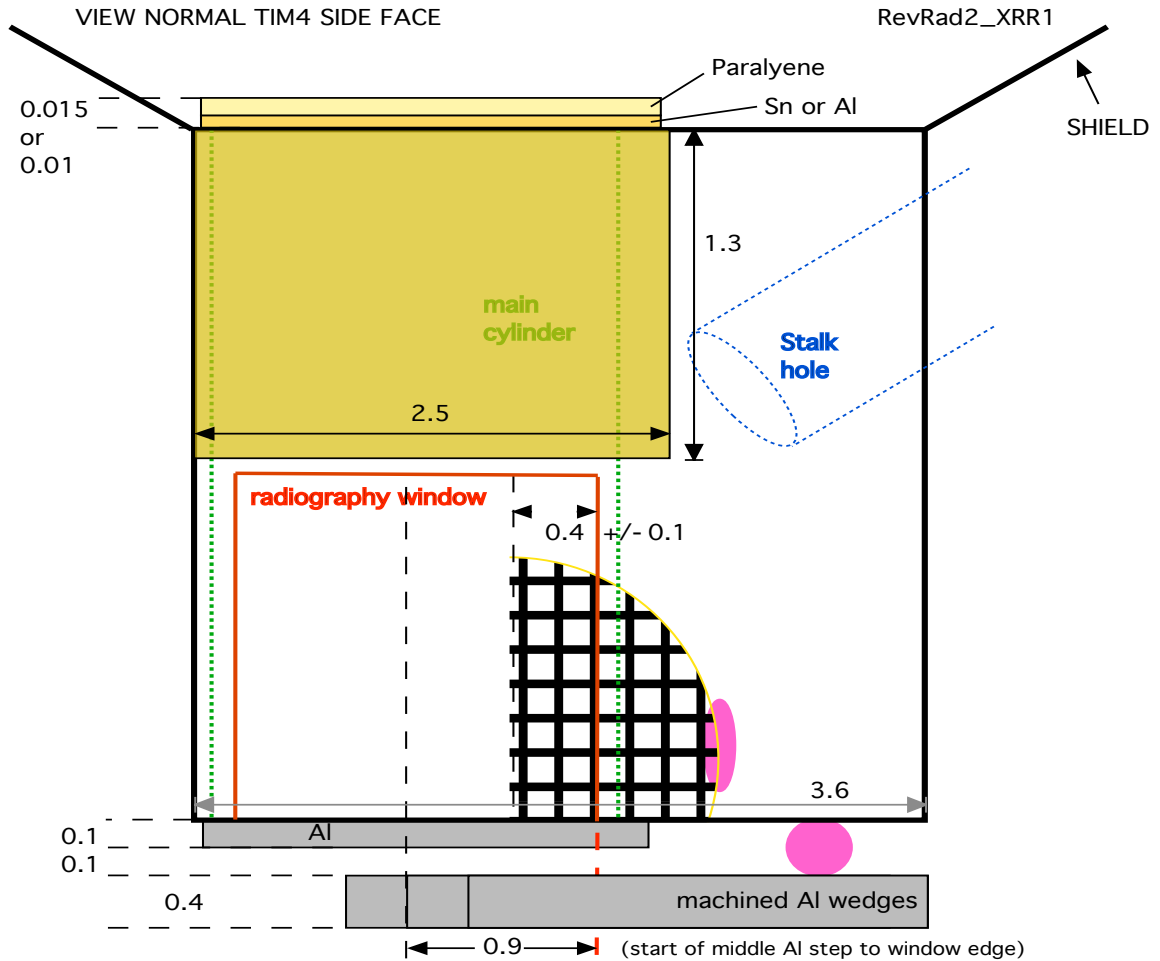 VIEW NORMAL TIM4 SIDE FACE
RevRad2_XRR1
Paralyene
Sn or Al
0.015
or
0.01
SHIELD
1.3
main
cylinder
Stalk
hole
2.5
radiography window
0.4 +/- 0.1
3.6
Al
0.1
0.1
0.4
machined Al wedges
0.9
(start of middle Al step to window edge)